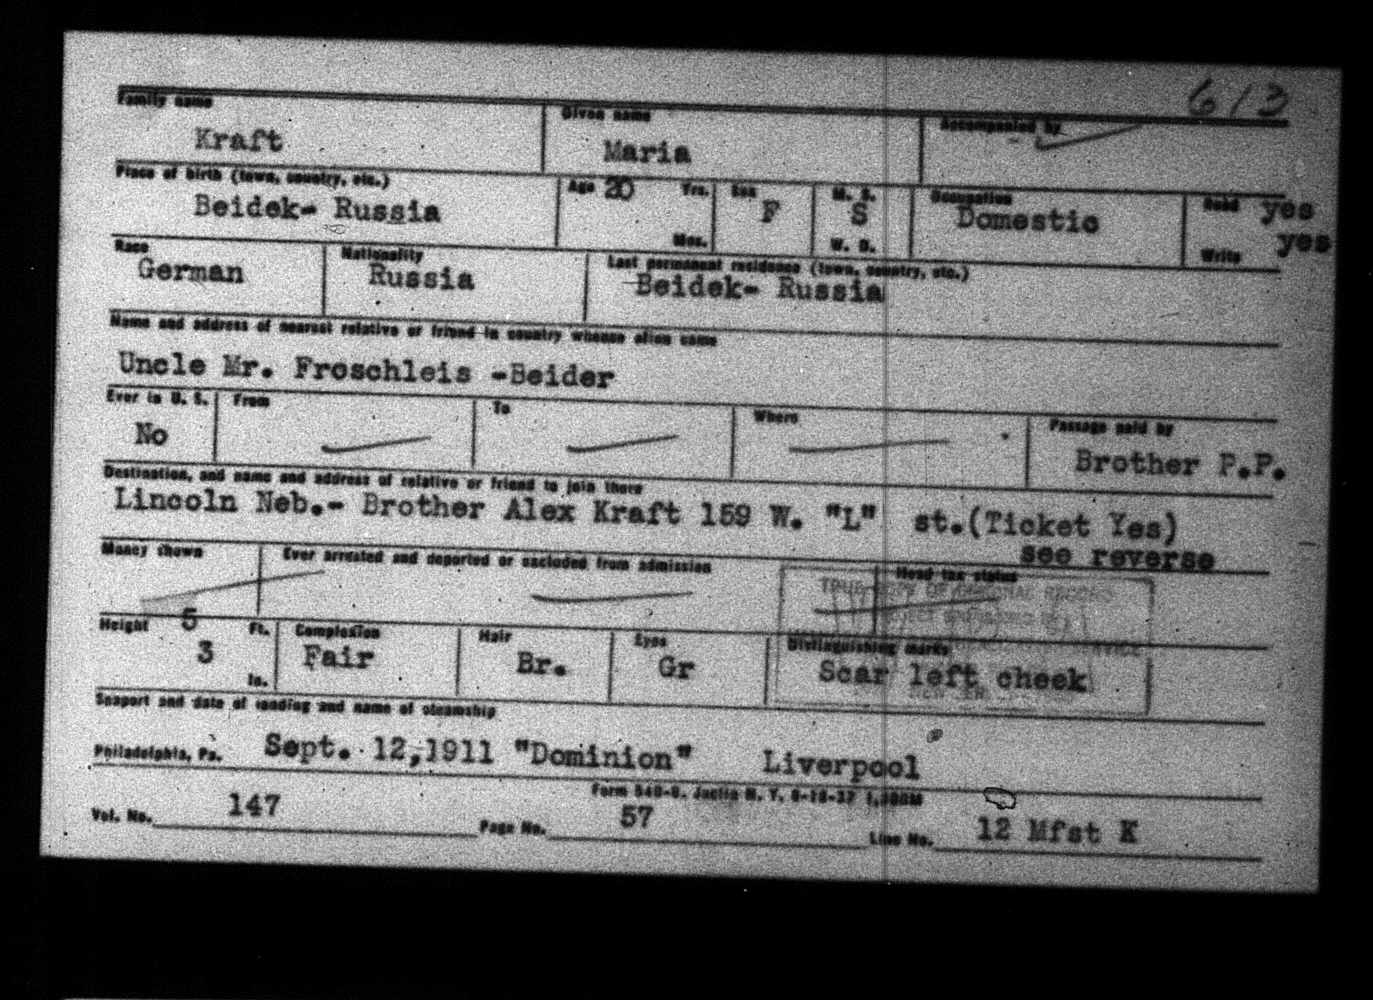 613
Family name Given name Accompanied by
Kraft Maria
Place of birth (town, country, etc.) Age 20 Yrs. Sex M. S. Occupation Read yes
Beidek- Russia F S Domestic
Mos. W. D. Write yes
Race Nationality Last permanent residence (town, country, etc.)
German Russia Beidek- Russia
Name and address of nearest relative or friend in country whence alien came
Uncle Mr. Froschleis -Beider
Ever in U. S. From To Where Passage paid by
No Brother P.P.
Destination, and name and address of relative or friend to join there
Lincoln Neb.- Brother Alex Kraft 159 W. "L" st.(Ticket Yes)
see reverse
Money shown Ever arrested and deported or excluded from admission Head tax status
Height 5 Ft. Complexion Hair Eyes Distinguishing marks
3 In. Fair Br. Gr Scar left cheek
Seaport and date of landing and name of steamship
Philadelphia, Pa. Sept. 12,1911 "Dominion" Liverpool
Form 548-G.
Vol. No. 147 Page No. 57 Line No. 12 Mfst K